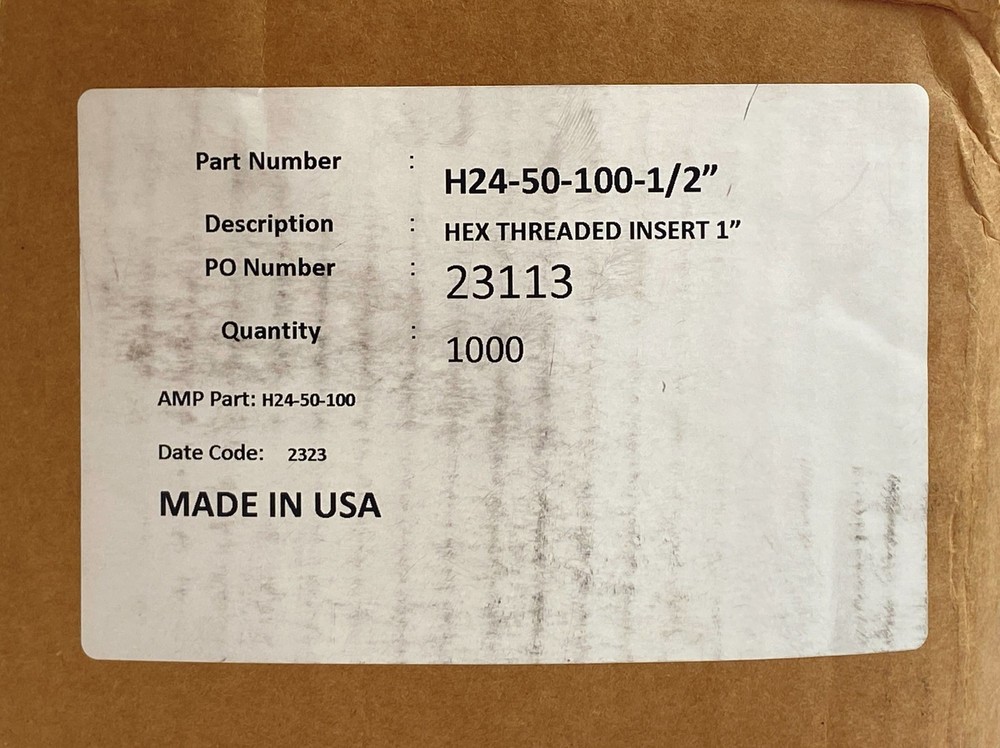 Part Number : H24-50-100-1/2”
Description : HEX THREADED INSERT 1”
PO Number : 23113
Quantity : 1000
AMP Part: H24-50-100
Date Code: 2323
MADE IN USA